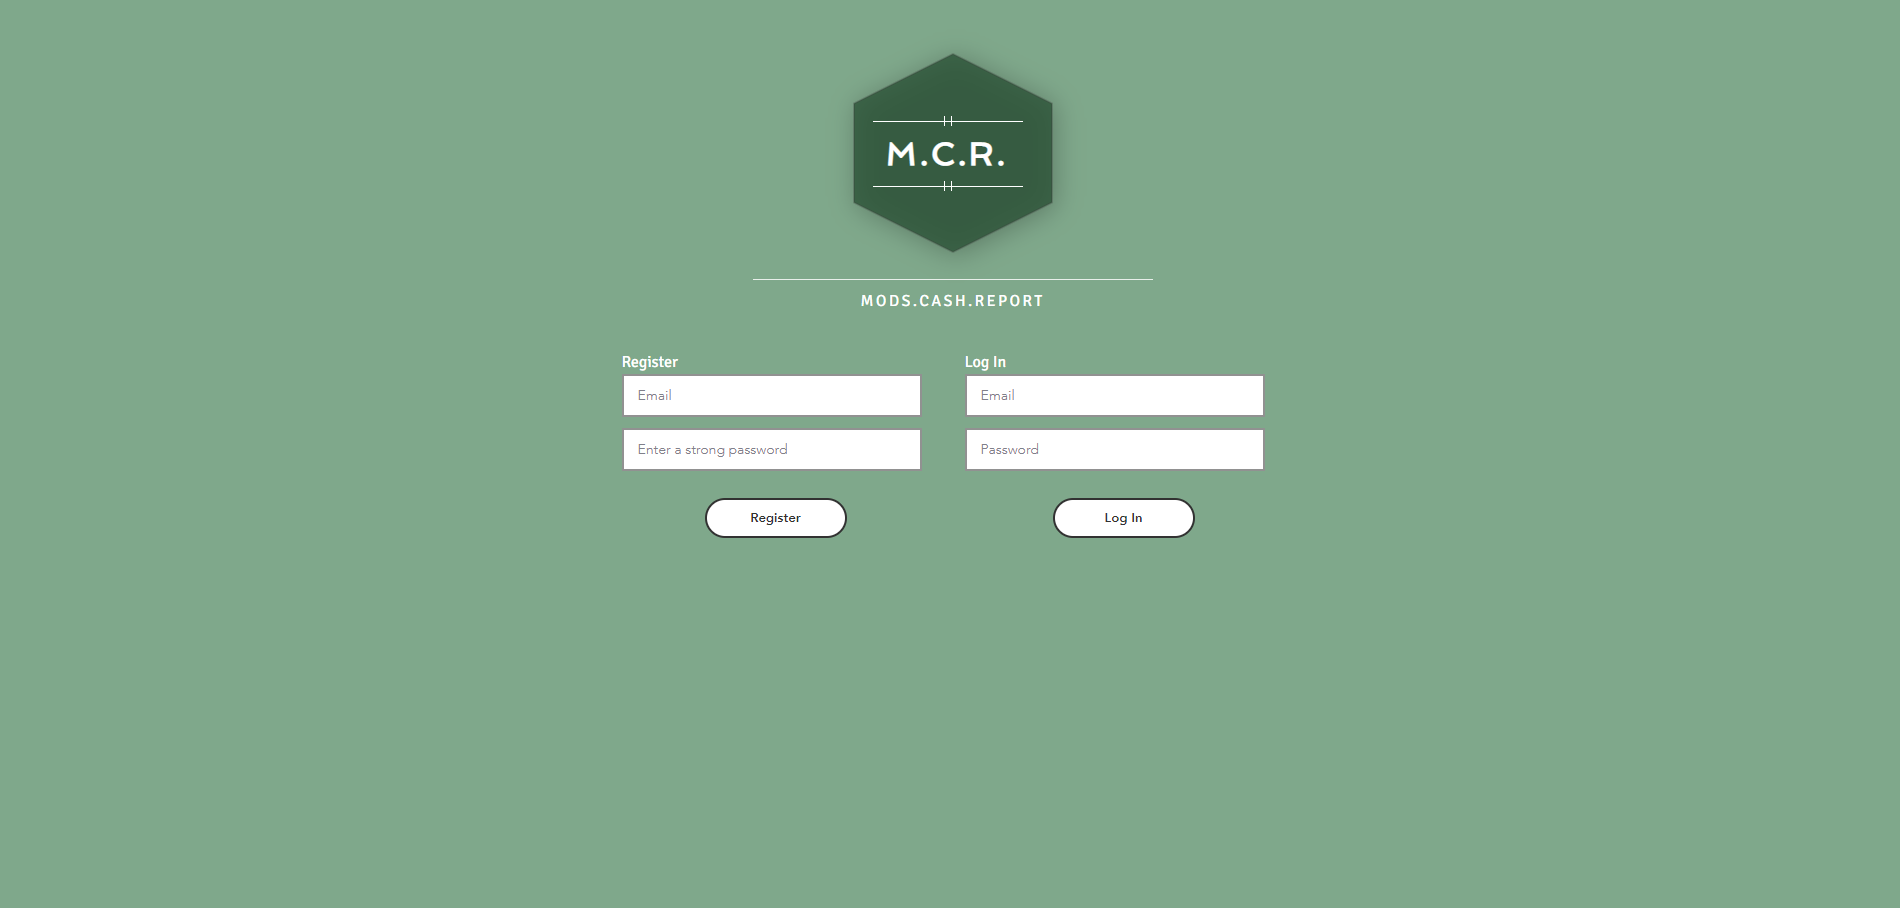 M.C.R.
MODS.CASH.REPORT
Register
Email
Enter a strong password
Register
Log In
Email
Password
Log In